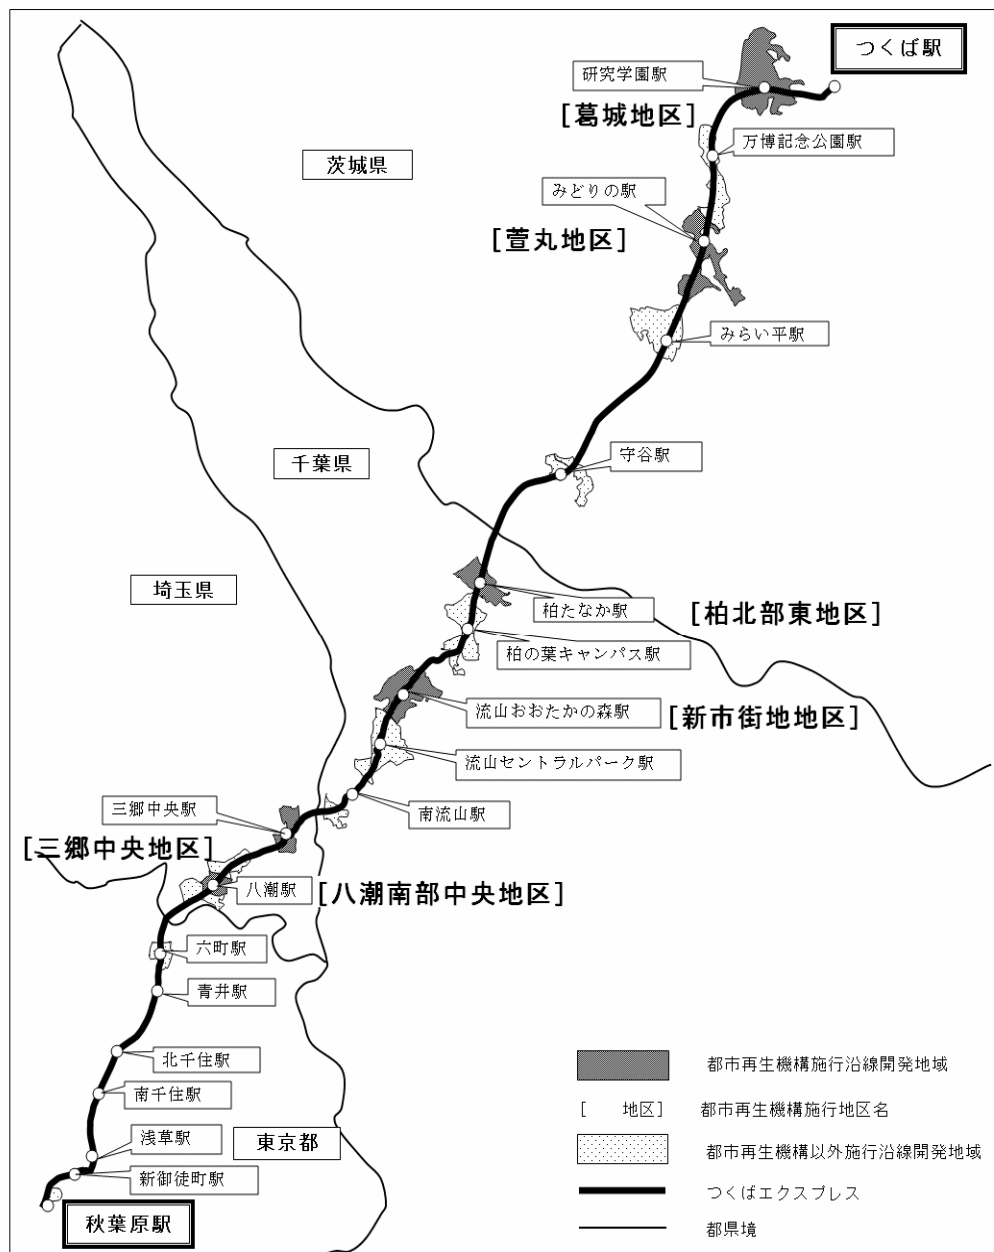 つくば駅
研究学園駅
[葛城地区]
万博記念公園駅
茨城県
みどりの駅
[萱丸地区]
みらい平駅
守谷駅
千葉県
埼玉県
柏たなか駅
[柏北部東地区]
柏の葉キャンパス駅
流山おおたかの森駅
[新市街地地区]
流山セントラルパーク駅
三郷中央駅
南流山駅
[三郷中央地区]
八潮駅
[八潮南部中央地区]
六町駅
青井駅
北千住駅
南千住駅
浅草駅
東京都
新御徒町駅
秋葉原駅
都市再生機構施行沿線開発地域
[　地区]　都市再生機構施行地区名
都市再生機構以外施行沿線開発地域
つくばエクスプレス
都県境